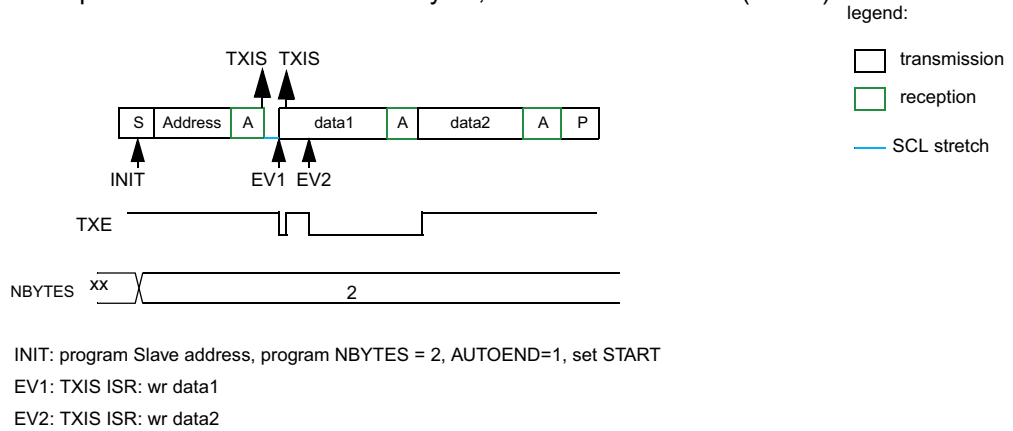 legend:
transmission
reception
SCL stretch
TXIS TXIS
S Address A data1 A data2 A P
INIT EV1 EV2
TXE
NBYTES xx 2
INIT: program Slave address, program NBYTES = 2, AUTOEND=1, set START
EV1: TXIS ISR: wr data1
EV2: TXIS ISR: wr data2